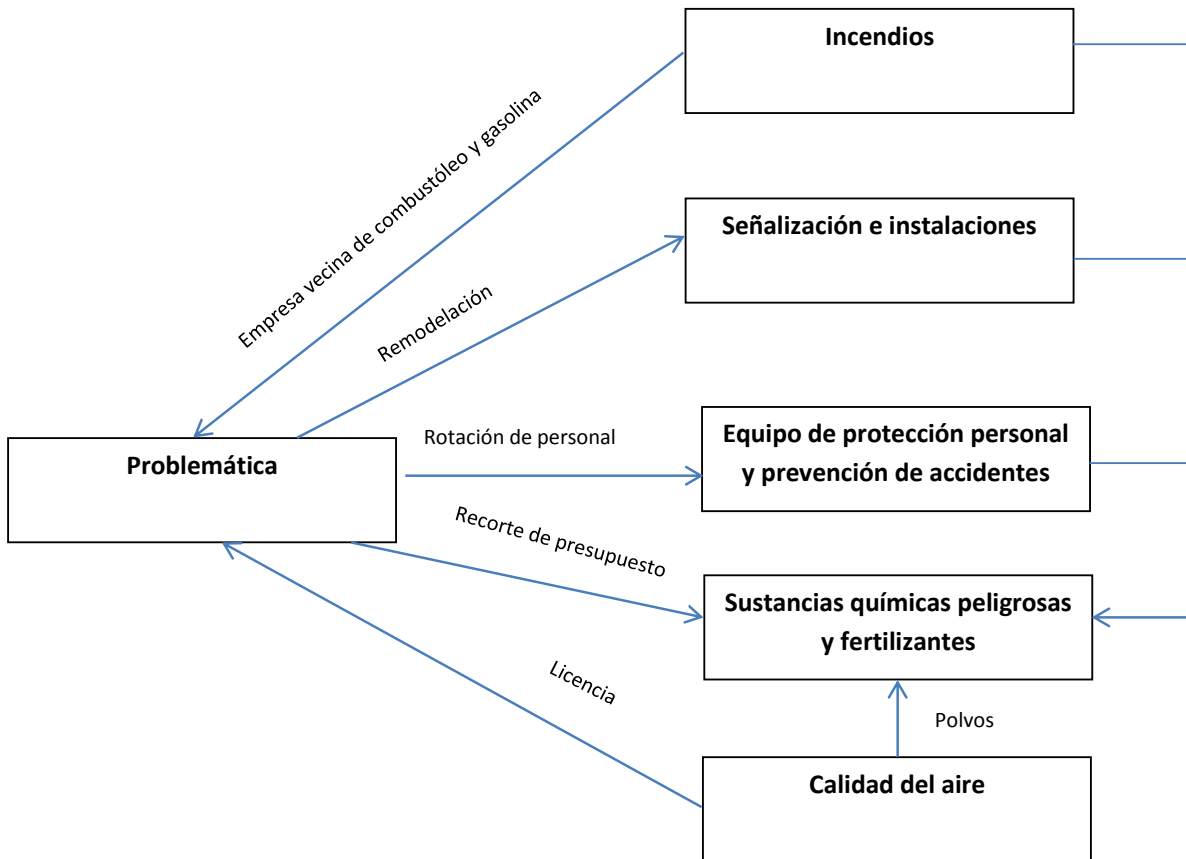 Incendios
Empresa vecina de combustóleo y gasolina
Señalización e instalaciones
Remodelación
Problemática
Rotación de personal
Equipo de protección personal
y prevención de accidentes
Recorte de presupuesto
Sustancias químicas peligrosas
y fertilizantes
Licencia
Polvos
Calidad del aire